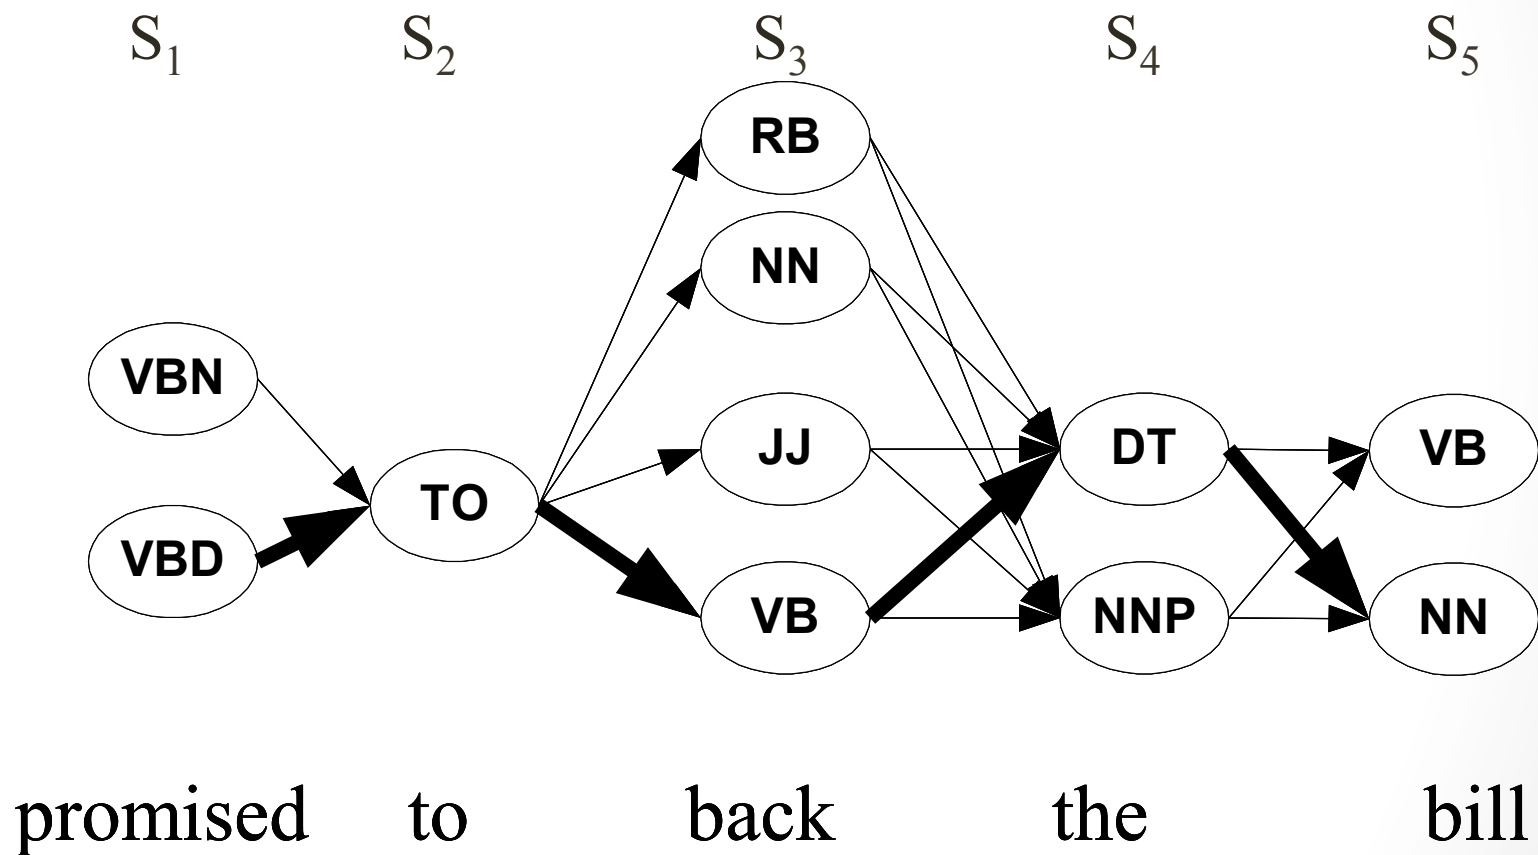 S₁ S₂ S₃ S₄ S₅
RB
NN
VBN
JJ DT VB
TO
VBD
VB NNP NN
promised to back the bill